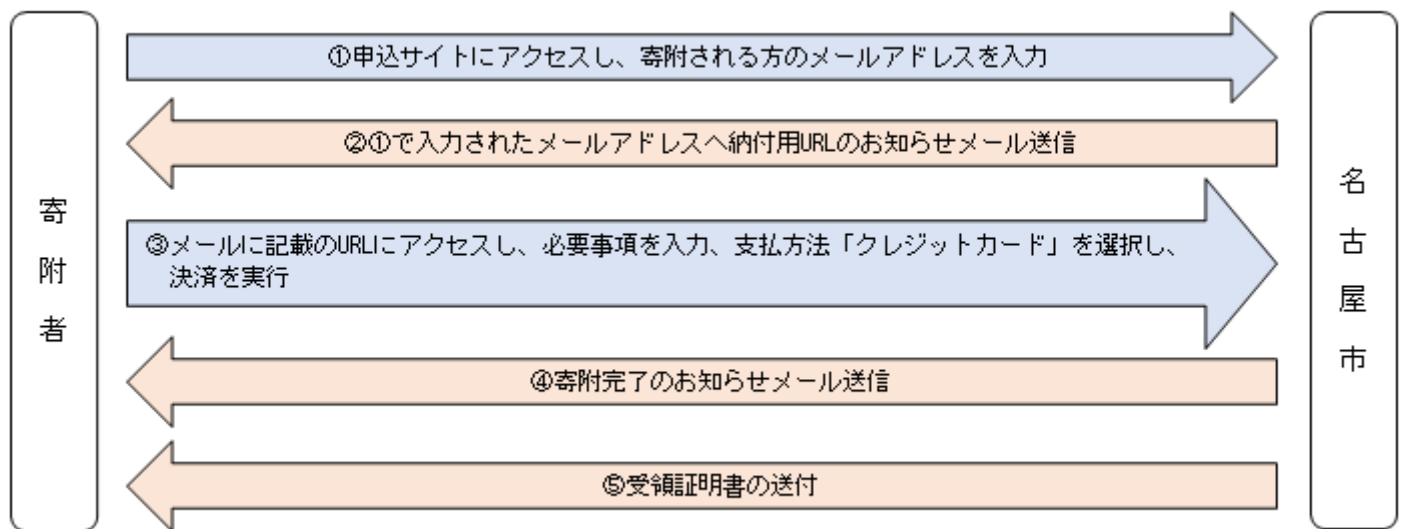 ①申込サイトにアクセスし、寄附される方のメールアドレスを入力
②①で入力されたメールアドレスへ納付用URLのお知らせメール送信
寄附者
名古屋市
③メールに記載のURLにアクセスし、必要事項を入力、支払方法「クレジットカード」を選択し、
決済を実行
④寄附完了のお知らせメール送信
⑤受領証明書の送付